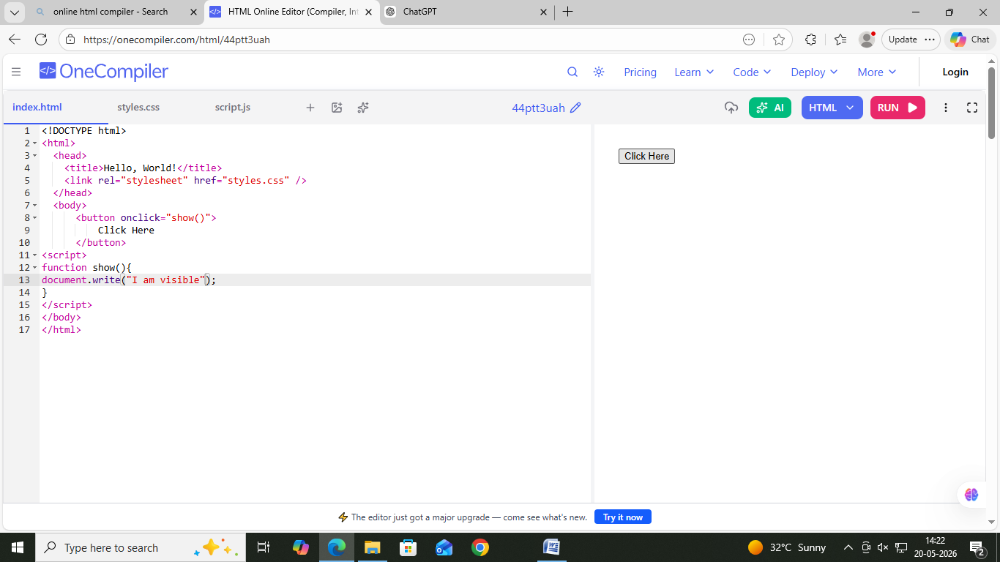 online html compiler - Search
HTML Online Editor (Compiler, Int
ChatGPT
https://onecompiler.com/html/44ptt3uah
Update
Chat
</> OneCompiler
Pricing
Learn
Code
Deploy
More
Login
index.html
styles.css
script.js
44ptt3uah
AI
HTML
RUN
1 <!DOCTYPE html>
2 <html>
3 <head>
4 <title>Hello, World!</title>
5 <link rel="stylesheet" href="styles.css" />
6 </head>
7 <body>
8 <button onclick="show()">
9 Click Here
10 </button>
11 <script>
12 function show(){
13 document.write("I am visible");
14 }
15 </script>
16 </body>
17 </html>
Click Here
The editor just got a major upgrade — come see what's new.
Try it now
Type here to search
32°C Sunny
14:22
20-05-2026
2